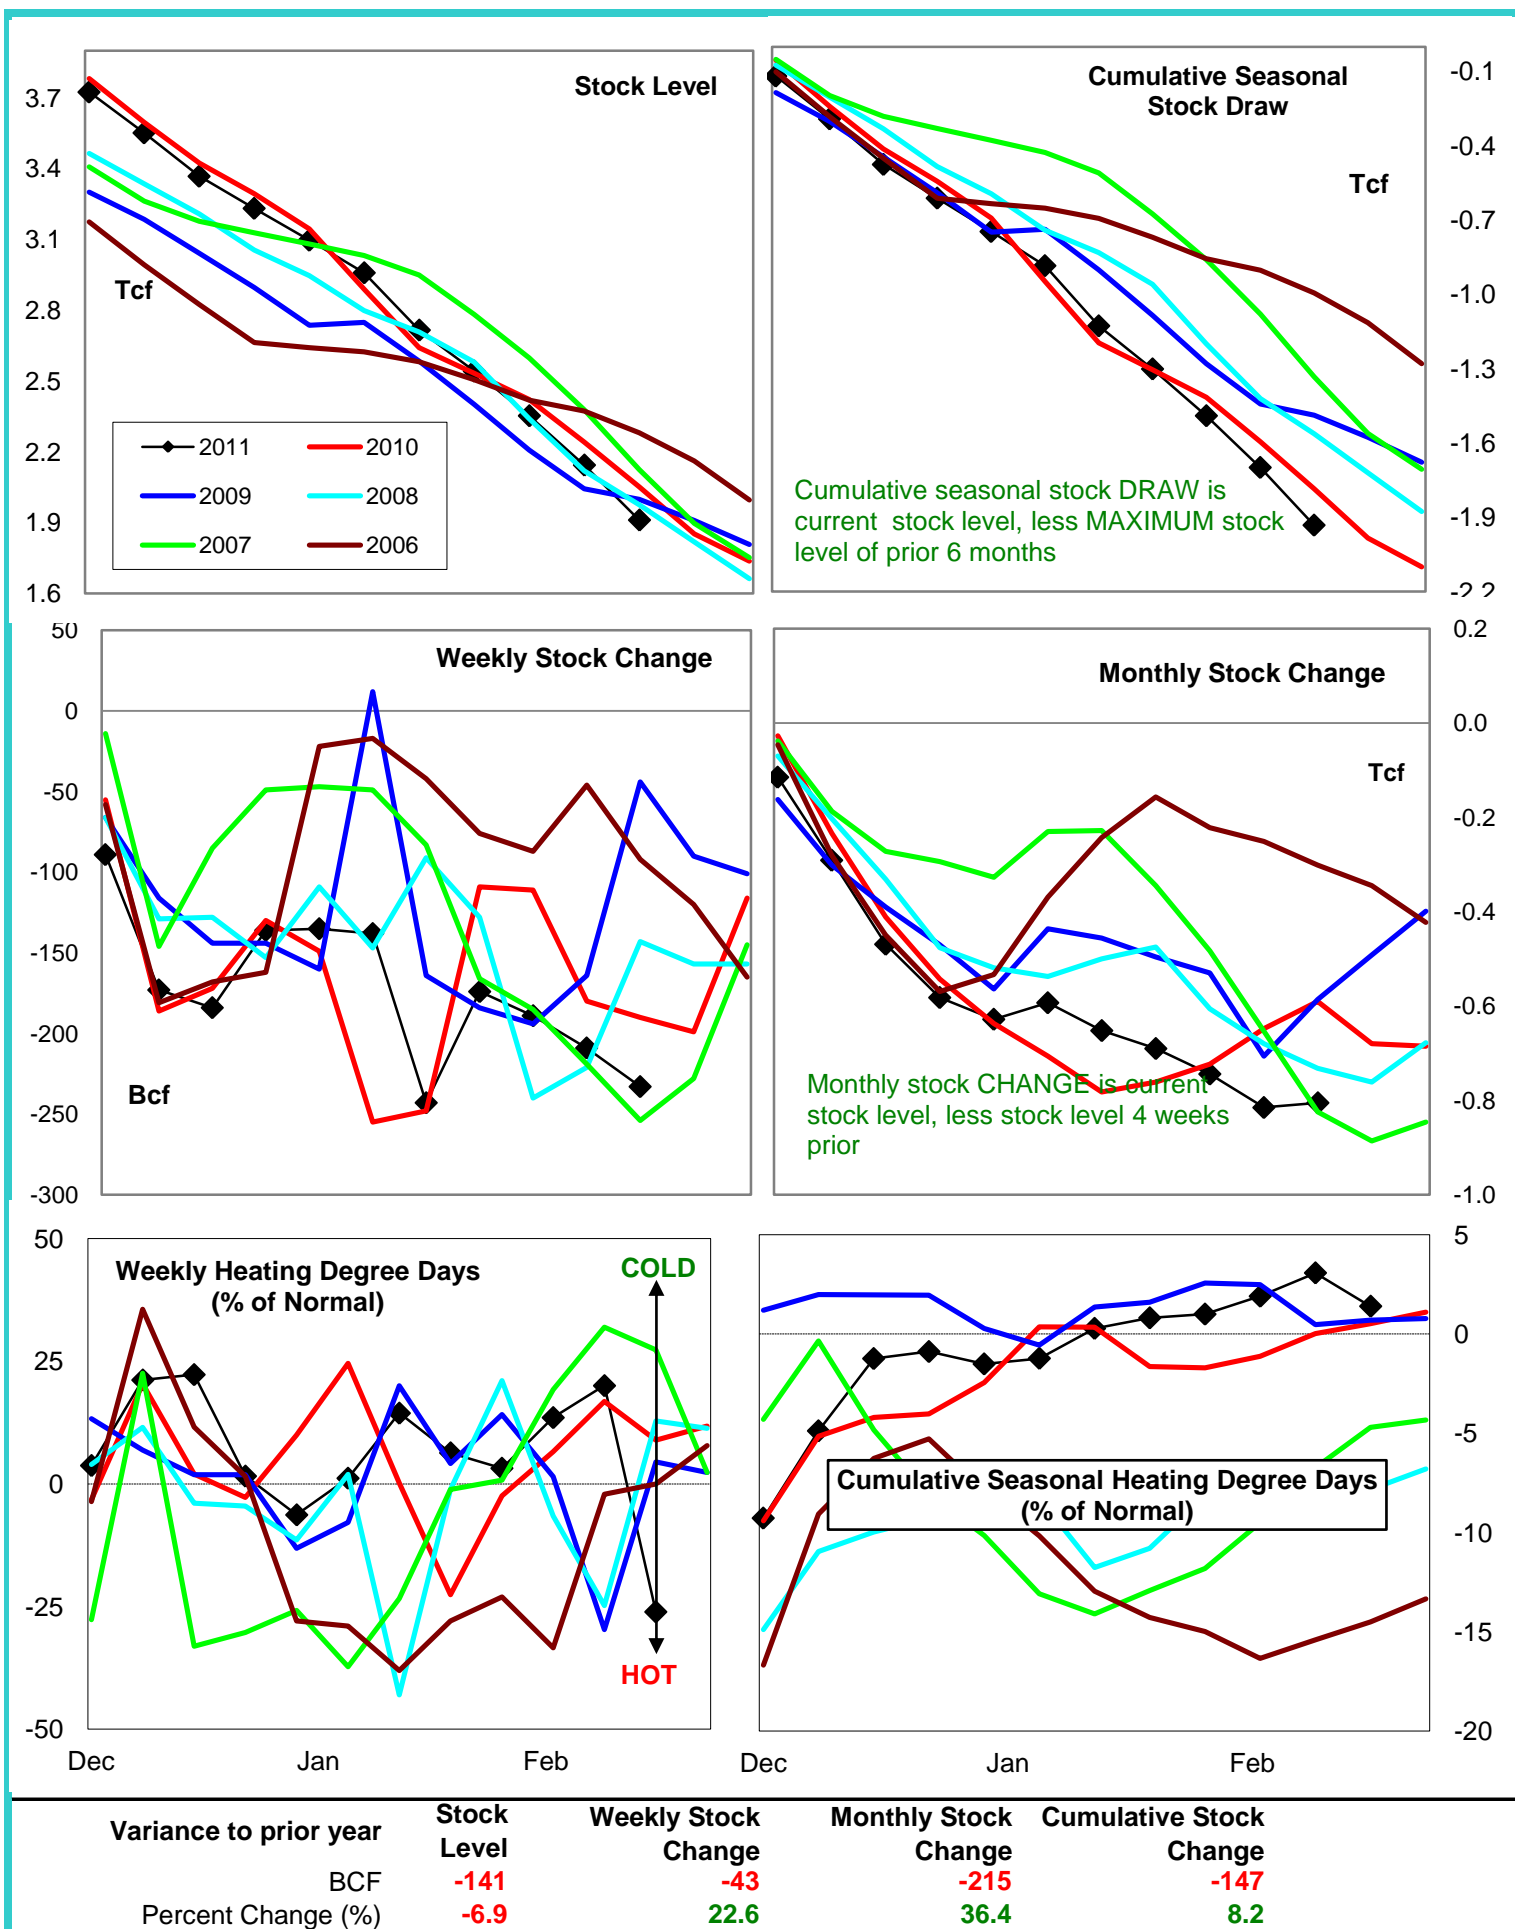 Stock Level
3.7
3.4
3.1
2.8
2.5
2.2
1.9
1.6
Tcf
2011
2010
2009
2008
2007
2006
Cumulative Seasonal
Stock Draw
Tcf
-0.1
-0.4
-0.7
-1.0
-1.3
-1.6
-1.9
-2.2
Cumulative seasonal stock DRAW is
current stock level, less MAXIMUM stock
level of prior 6 months
Weekly Stock Change
50
0
-50
-100
-150
-200
-250
-300
Bcf
Monthly Stock Change
Tcf
0.2
0.0
-0.2
-0.4
-0.6
-0.8
-1.0
Monthly stock CHANGE is current
stock level, less stock level 4 weeks
prior
Weekly Heating Degree Days
(% of Normal)
COLD
HOT
50
25
0
-25
-50
Dec
Jan
Feb
Cumulative Seasonal Heating Degree Days
(% of Normal)
5
0
-5
-10
-15
-20
Dec
Jan
Feb
Variance to prior year
Stock
Level
Weekly Stock
Change
Monthly Stock
Change
Cumulative Stock
Change
BCF -141 -43 -215 -147
Percent Change (%) -6.9 22.6 36.4 8.2